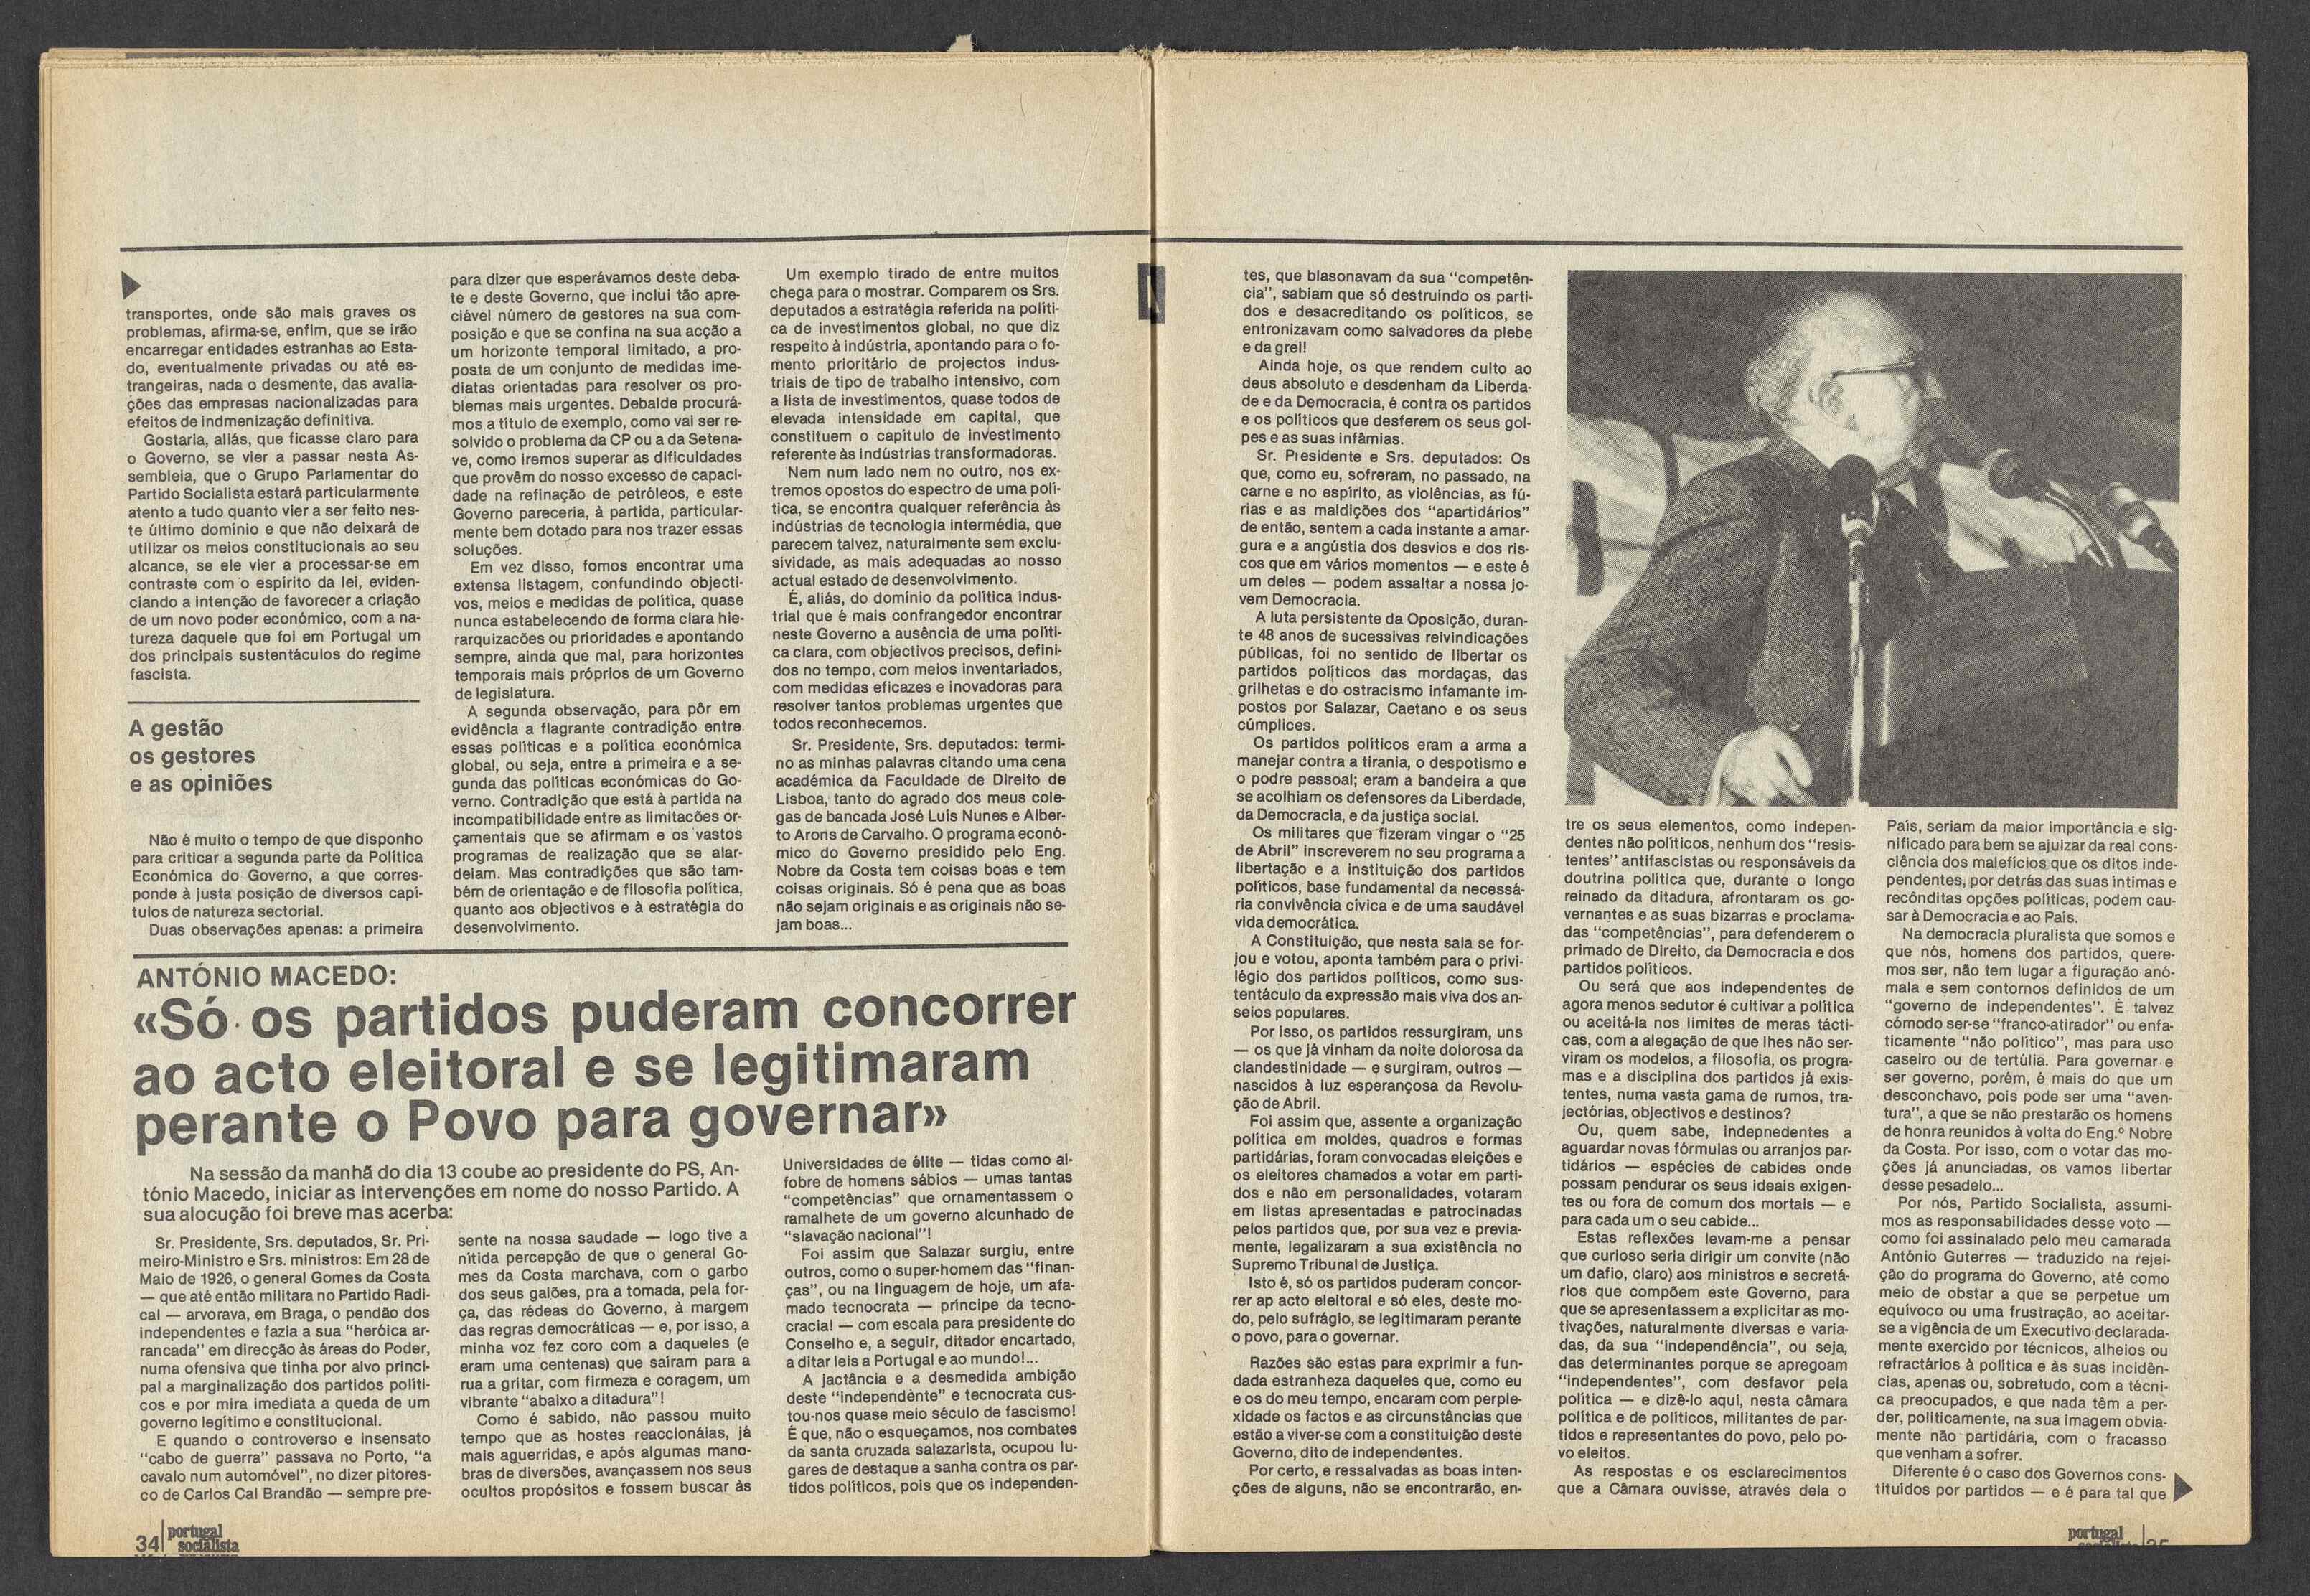 transportes, onde são mais graves os
problemas, afirma-se, enfim, que se irão
encarregar entidades estranhas ao Esta-
do, eventualmente privadas ou até es-
trangeiras, nada o desmente, das avalia-
ções das empresas nacionalizadas para
efeitos de indmenização definitiva.
Gostaria, aliás, que ficasse claro para
o Governo, se vier a passar nesta As-
sembleia, que o Grupo Parlamentar do
Partido Socialista estará particularmente
atento a tudo quanto vier a ser feito nes-
te último domínio e que não deixará de
utilizar os meios constitucionais ao seu
alcance, se ele vier a processar-se em
contraste com o espírito da lei, eviden-
ciando a intenção de favorecer a criação
de um novo poder económico, com a na-
tureza daquele que foi em Portugal um
dos principais sustentáculos do regime
fascista.
A gestão
os gestores
e as opiniões
Não é muito o tempo de que disponho
para criticar a segunda parte da Política
Económica do Governo, a que corres-
ponde à justa posição de diversos capí-
tulos de natureza sectorial.
Duas observações apenas: a primeira
para dizer que esperávamos deste deba-
te e deste Governo, que inclui tão apre-
ciável número de gestores na sua com-
posição e que se confina na sua acção a
um horizonte temporal limitado, a pro-
posta de um conjunto de medidas ime-
diatas orientadas para resolver os pro-
blemas mais urgentes. Debalde procurá-
mos a título de exemplo, como vai ser re-
solvido o problema da CP ou a da Setena-
ve, como iremos superar as dificuldades
que provêm do nosso excesso de capaci-
dade na refinação de petróleos, e este
Governo pareceria, à partida, particular-
mente bem dotado para nos trazer essas
soluções.
Em vez disso, fomos encontrar uma
extensa listagem, confundindo objecti-
vos, meios e medidas de política, quase
nunca estabelecendo de forma clara hie-
rarquizacões ou prioridades e apontando
sempre, ainda que mal, para horizontes
temporais mais próprios de um Governo
de legislatura.
A segunda observação, para pôr em
evidência a flagrante contradição entre
essas políticas e a política económica
global, ou seja, entre a primeira e a se-
gunda das políticas económicas do Go-
verno. Contradição que está à partida na
incompatibilidade entre as limitacões or-
çamentais que se afirmam e os vastos
programas de realização que se alar-
deiam. Mas contradições que são tam-
bém de orientação e de filosofia política,
quanto aos objectivos e à estratégia do
desenvolvimento.
Um exemplo tirado de entre muitos
chega para o mostrar. Comparem os Srs.
deputados a estratégia referida na políti-
ca de investimentos global, no que diz
respeito à indústria, apontando para o fo-
mento prioritário de projectos indus-
triais de tipo de trabalho intensivo, com
a lista de investimentos, quase todos de
elevada intensidade em capital, que
constituem o capítulo de investimento
referente às indústrias transformadoras.
Nem num lado nem no outro, nos ex-
tremos opostos do espectro de uma polí-
tica, se encontra qualquer referência às
indústrias de tecnologia intermédia, que
parecem talvez, naturalmente sem exclu-
sividade, as mais adequadas ao nosso
actual estado de desenvolvimento.
É, aliás, do domínio da política indus-
trial que é mais confrangedor encontrar
neste Governo a ausência de uma políti-
ca clara, com objectivos precisos, defini-
dos no tempo, com meios inventariados,
com medidas eficazes e inovadoras para
resolver tantos problemas urgentes que
todos reconhecemos.
Sr. Presidente, Srs. deputados: termi-
no as minhas palavras citando uma cena
académica da Faculdade de Direito de
Lisboa, tanto do agrado dos meus cole-
gas de bancada José Luís Nunes e Alber-
to Arons de Carvalho. O programa econó-
mico do Governo presidido pelo Eng.
Nobre da Costa tem coisas boas e tem
coisas originais. Só é pena que as boas
não sejam originais e as originais não se-
jam boas...
ANTÓNIO MACEDO:
«Só os partidos puderam concorrer
ao acto eleitoral e se legitimaram
perante o Povo para governar»
Na sessão da manhã do dia 13 coube ao presidente do PS, An-
tónio Macedo, iniciar as intervenções em nome do nosso Partido. A
sua alocução foi breve mas acerba:
Sr. Presidente, Srs. deputados, Sr. Pri-
meiro-Ministro e Srs. ministros: Em 28 de
Maio de 1926, o general Gomes da Costa
— que até então militara no Partido Radi-
cal — arvorava, em Braga, o pendão dos
independentes e fazia a sua "heróica ar-
rancada" em direcção às áreas do Poder,
numa ofensiva que tinha por alvo princi-
pal a marginalização dos partidos políti-
cos e por mira imediata a queda de um
governo legítimo e constitucional.
E quando o controverso e insensato
"cabo de guerra" passava no Porto, "a
cavalo num automóvel", no dizer pitores-
co de Carlos Cal Brandão — sempre pre-
sente na nossa saudade — logo tive a
nítida percepção de que o general Go-
mes da Costa marchava, com o garbo
dos seus galões, pra a tomada, pela for-
ça, das rédeas do Governo, à margem
das regras democráticas — e, por isso, a
minha voz fez coro com a daqueles (e
eram uma centenas) que saíram para a
rua a gritar, com firmeza e coragem, um
vibrante "abaixo a ditadura"!
Como é sabido, não passou muito
tempo que as hostes reaccionáias, já
mais aguerridas, e após algumas mano-
bras de diversões, avançassem nos seus
ocultos propósitos e fossem buscar às
Universidades de élite — tidas como al-
fobre de homens sábios — umas tantas
"competências" que ornamentassem o
ramalhete de um governo alcunhado de
"slavação nacional"!
Foi assim que Salazar surgiu, entre
outros, como o super-homem das "finan-
ças", ou na linguagem de hoje, um afa-
mado tecnocrata — príncipe da tecno-
cracia! — com escala para presidente do
Conselho e, a seguir, ditador encartado,
a ditar leis a Portugal e ao mundo!...
A jactância e a desmedida ambição
deste "independente" e tecnocrata cus-
tou-nos quase meio século de fascismo!
É que, não o esqueçamos, nos combates
da santa cruzada salazarista, ocupou lu-
gares de destaque a sanha contra os par-
tidos políticos, pois que os independen-
34
portugal
socialista
tes, que blasonavam da sua "competên-
cia", sabiam que só destruindo os parti-
dos e desacreditando os políticos, se
entronizavam como salvadores da plebe
e da grei!
Ainda hoje, os que rendem culto ao
deus absoluto e desdenham da Liberda-
de e da Democracia, é contra os partidos
e os políticos que desferem os seus gol-
pes e as suas infâmias.
Sr. Presidente e Srs. deputados: Os
que, como eu, sofreram, no passado, na
carne e no espírito, as violências, as fú-
rias e as maldições dos "apartidários"
de então, sentem a cada instante a amar-
gura e a angústia dos desvios e dos ris-
cos que em vários momentos — e este é
um deles — podem assaltar a nossa jo-
vem Democracia.
A luta persistente da Oposição, duran-
te 48 anos de sucessivas reivindicações
públicas, foi no sentido de libertar os
partidos políticos das mordaças, das
grilhetas e do ostracismo infamante im-
postos por Salazar, Caetano e os seus
cúmplices.
Os partidos políticos eram a arma a
manejar contra a tirania, o despotismo e
o podre pessoal; eram a bandeira a que
se acolhiam os defensores da Liberdade,
da Democracia, e da justiça social.
Os militares que fizeram vingar o "25
de Abril" inscreverem no seu programa a
libertação e a instituição dos partidos
políticos, base fundamental da necessá-
ria convivência cívica e de uma saudável
vida democrática.
A Constituição, que nesta sala se for-
jou e votou, aponta também para o privi-
légio dos partidos políticos, como sus-
tentáculo da expressão mais viva dos an-
seios populares.
Por isso, os partidos ressurgiram, uns
— os que já vinham da noite dolorosa da
clandestinidade — e surgiram, outros —
nascidos à luz esperançosa da Revolu-
ção de Abril.
Foi assim que, assente a organização
política em moldes, quadros e formas
partidárias, foram convocadas eleições e
os eleitores chamados a votar em parti-
dos e não em personalidades, votaram
em listas apresentadas e patrocinadas
pelos partidos que, por sua vez e previa-
mente, legalizaram a sua existência no
Supremo Tribunal de Justiça.
Isto é, só os partidos puderam concor-
rer ap acto eleitoral e só eles, deste mo-
do, pelo sufrágio, se legitimaram perante
o povo, para o governar.
Razões são estas para exprimir a fun-
dada estranheza daqueles que, como eu
e os do meu tempo, encaram com perple-
xidade os factos e as circunstâncias que
estão a viver-se com a constituição deste
Governo, dito de independentes.
Por certo, e ressalvadas as boas inten-
ções de alguns, não se encontrarão, en-
tre os seus elementos, como indepen-
dentes não políticos, nenhum dos "resis-
tentes" antifascistas ou responsáveis da
doutrina política que, durante o longo
reinado da ditadura, afrontaram os go-
vernantes e as suas bizarras e proclama-
das "competências", para defenderem o
primado de Direito, da Democracia e dos
partidos políticos.
Ou será que aos independentes de
agora menos sedutor é cultivar a política
ou aceitá-la nos limites de meras tácti-
cas, com a alegação de que lhes não ser-
viram os modelos, a filosofia, os progra-
mas e a disciplina dos partidos já exis-
tentes, numa vasta gama de rumos, tra-
jectórias, objectivos e destinos?
Ou, quem sabe, indepnedentes a
aguardar novas fórmulas ou arranjos par-
tidários — espécies de cabides onde
possam pendurar os seus ideais exigen-
tes ou fora de comum dos mortais — e
para cada um o seu cabide...
Estas reflexões levam-me a pensar
que curioso seria dirigir um convite (não
um dafio, claro) aos ministros e secretá-
rios que compõem este Governo, para
que se apresentassem a explicitar as mo-
tivações, naturalmente diversas e varia-
das, da sua "independência", ou seja,
das determinantes porque se apregoam
"independentes", com desfavor pela
política — e dizê-lo aqui, nesta câmara
política e de políticos, militantes de par-
tidos e representantes do povo, pelo po-
vo eleitos.
As respostas e os esclarecimentos
que a Câmara ouvisse, através dela o
País, seriam da maior importância e sig-
nificado para bem se ajuizar da real cons-
ciência dos malefícios que os ditos inde-
pendentes, por detrás das suas íntimas e
recônditas opções políticas, podem cau-
sar à Democracia e ao País.
Na democracia pluralista que somos e
que nós, homens dos partidos, quere-
mos ser, não tem lugar a figuração anó-
mala e sem contornos definidos de um
"governo de independentes". É talvez
cómodo ser-se "franco-atirador" ou enfa-
ticamente "não político", mas para uso
caseiro ou de tertúlia. Para governar e
ser governo, porém, é mais do que um
desconchavo, pois pode ser uma "aven-
tura", a que se não prestarão os homens
de honra reunidos à volta do Eng.º Nobre
da Costa. Por isso, com o votar das mo-
ções já anunciadas, os vamos libertar
desse pesadelo...
Por nós, Partido Socialista, assumi-
mos as responsabilidades desse voto —
como foi assinalado pelo meu camarada
António Guterres — traduzido na rejei-
ção do programa do Governo, até como
meio de obstar a que se perpetue um
equívoco ou uma frustração, ao aceitar-
se a vigência de um Executivo declarada-
mente exercido por técnicos, alheios ou
refractários à política e às suas incidên-
cias, apenas ou, sobretudo, com a técni-
ca preocupados, e que nada têm a per-
der, politicamente, na sua imagem obvia-
mente não partidária, com o fracasso
que venham a sofrer.
Diferente é o caso dos Governos cons-
tituídos por partidos — e é para tal que
portugal